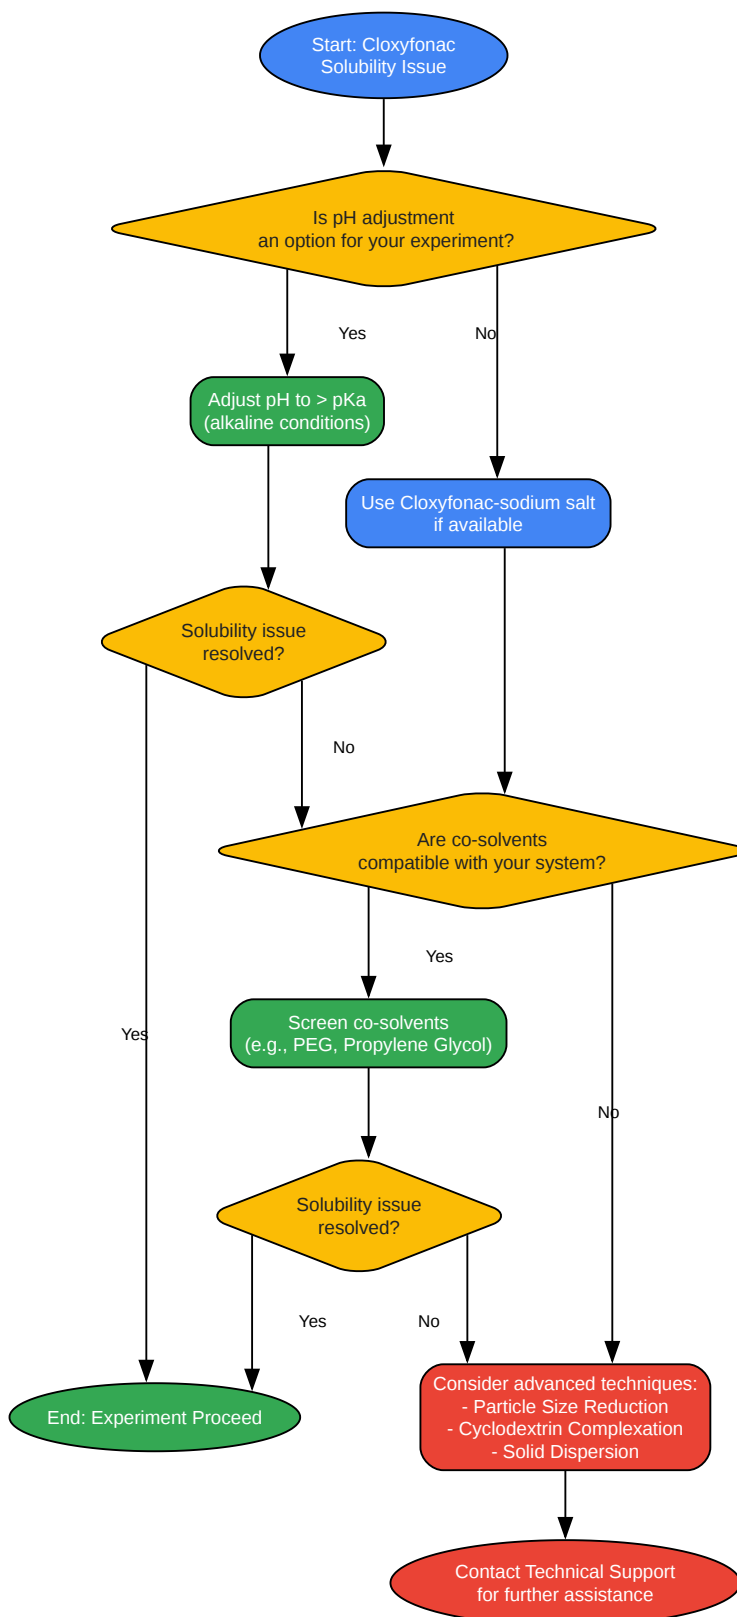 Start: Cloxyfonac
Solubility Issue
Is pH adjustment
an option for your experiment?
Yes
No
Adjust pH to > pKa
(alkaline conditions)
Use Cloxyfonac-sodium salt
if available
Solubility issue
resolved?
No
Are co-solvents
compatible with your system?
Yes
Screen co-solvents
(e.g., PEG, Propylene Glycol)
Yes
No
Solubility issue
resolved?
Yes
No
Consider advanced techniques:
- Particle Size Reduction
- Cyclodextrin Complexation
- Solid Dispersion
End: Experiment Proceed
Contact Technical Support
for further assistance